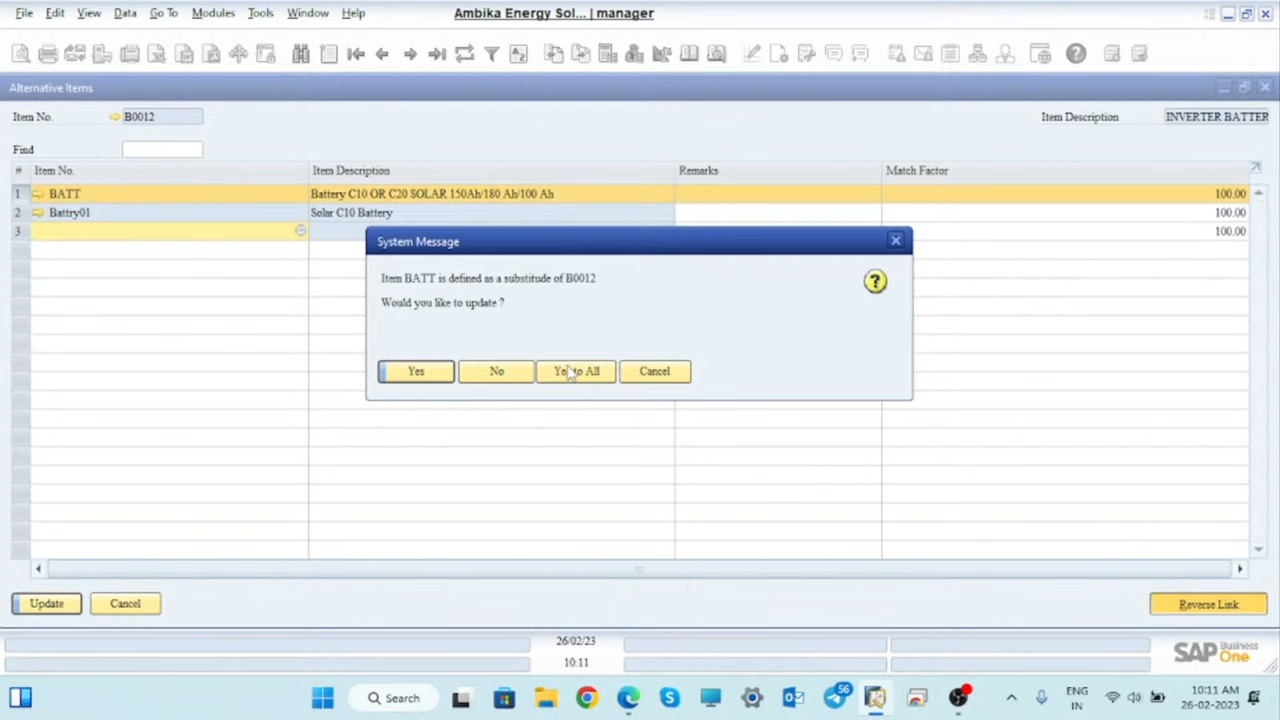 File Edit View Data Go To Modules Tools Window Help Ambika Energy Sol... | manager
Alternative Items
Item No. B0012 Item Description INVERTER BATTER
Find
# Item No. Item Description Remarks Match Factor
1 BATT Battery C10 OR C20 SOLAR 150Ah/180 Ah/100 Ah 100.00
2 Battry01 Solar C10 Battery 100.00
3 100.00
System Message
Item BATT is defined as a substitude of B0012
Would you like to update ?
Yes No Yes to All Cancel
Update Cancel Reverse Link
26/02/23
10:11
SAP Business One
Search 56 ENG IN 10:11 AM 26-02-2023